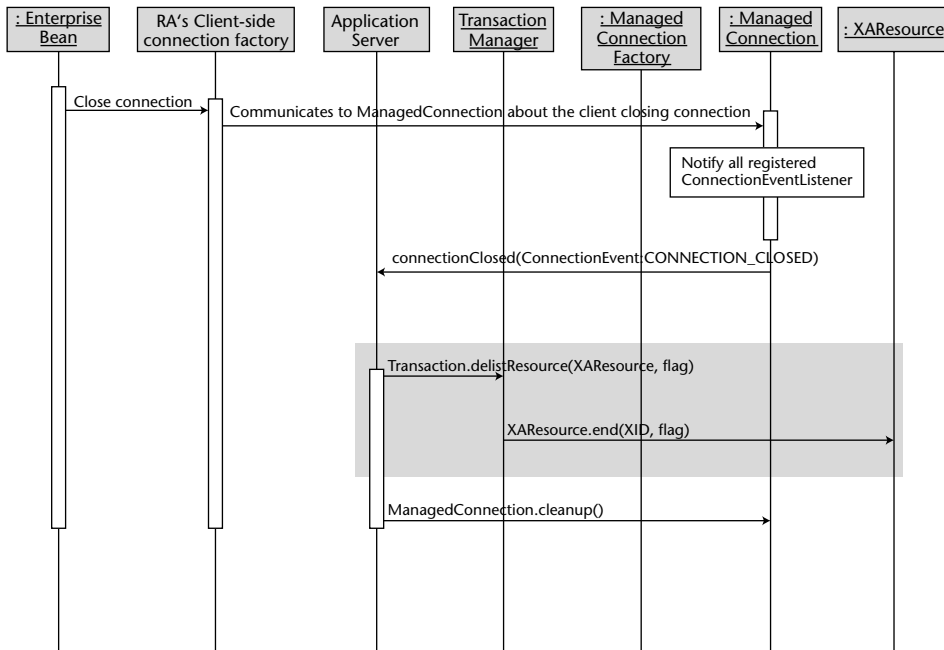 : Enterprise
Bean
RA's Client-side
connection factory
Application
Server
Transaction
Manager
: Managed
Connection
Factory
: Managed
Connection
: XAResource
Close connection
Communicates to ManagedConnection about the client closing connection
Notify all registered
ConnectionEventListener
connectionClosed(ConnectionEvent:CONNECTION_CLOSED)
Transaction.delistResource(XAResource, flag)
XAResource.end(XID, flag)
ManagedConnection.cleanup()